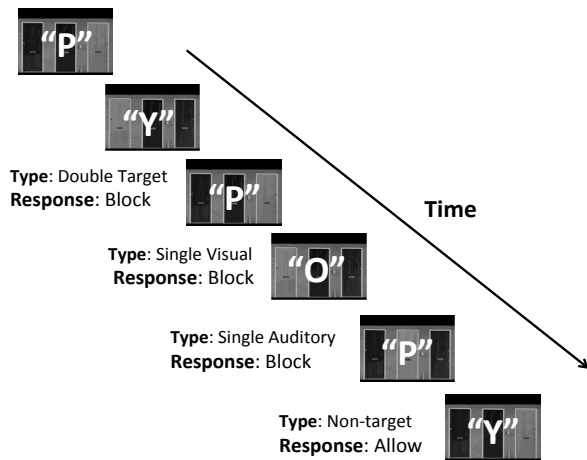 “P”
“Y”
Type: Double Target
Response: Block
“P”
Time
Type: Single Visual
Response: Block
“O”
Type: Single Auditory
Response: Block
“P”
Type: Non-target
Response: Allow
“Y”